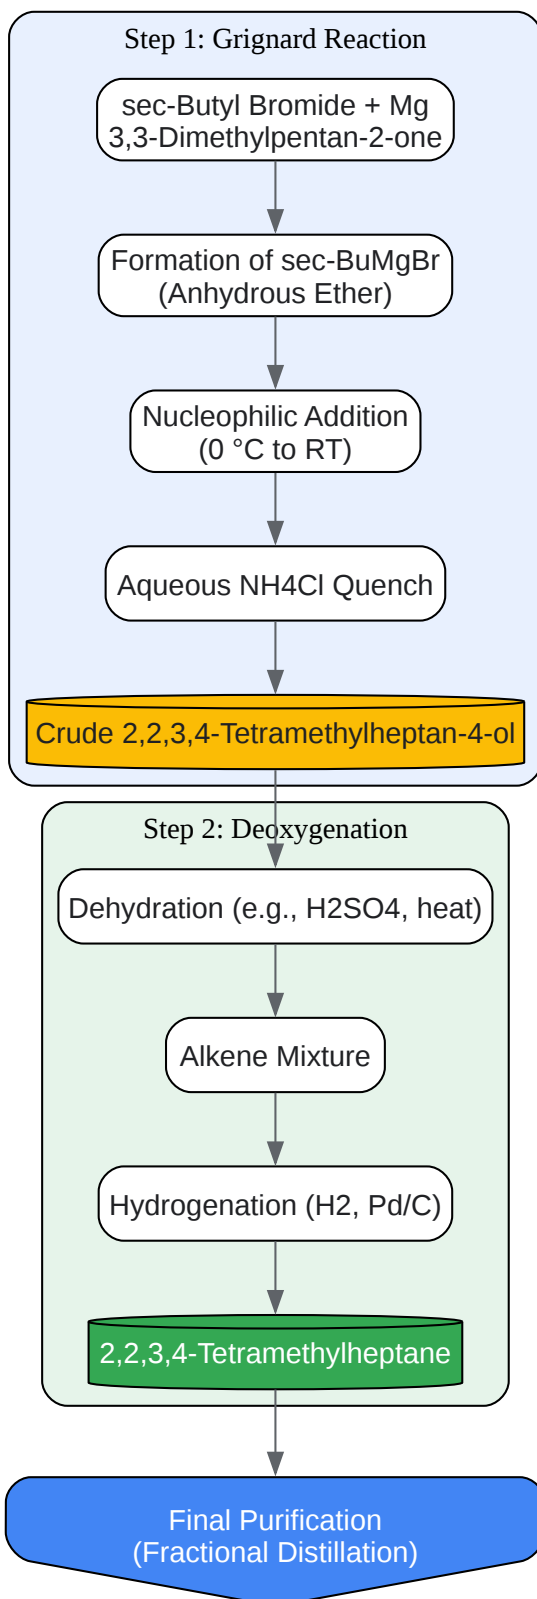 Step 1: Grignard Reaction
sec-Butyl Bromide + Mg
3,3-Dimethylpentan-2-one
Formation of sec-BuMgBr
(Anhydrous Ether)
Nucleophilic Addition
(0 °C to RT)
Aqueous NH4Cl Quench
Crude 2,2,3,4-Tetramethylheptan-4-ol
Step 2: Deoxygenation
Dehydration (e.g., H2SO4, heat)
Alkene Mixture
Hydrogenation (H2, Pd/C)
2,2,3,4-Tetramethylheptane
Final Purification
(Fractional Distillation)